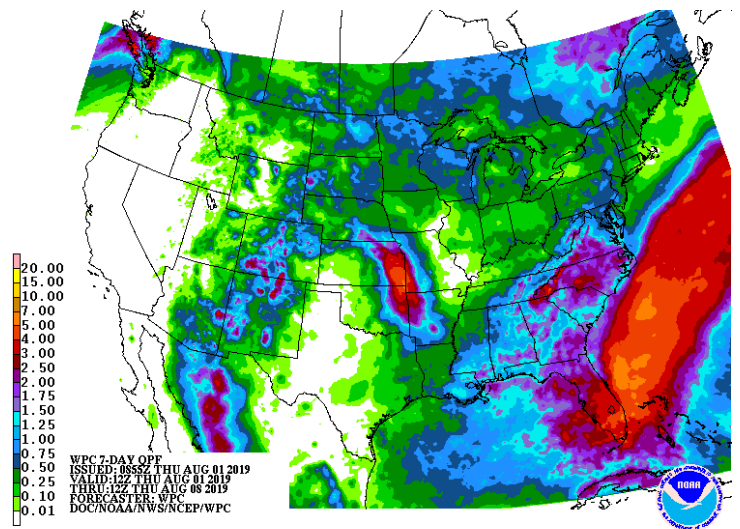 20.00
15.00
10.00
7.00
5.00
4.00
3.00
2.50
2.00
1.75
1.50
1.25
1.00
0.75
0.50
0.25
0.10
0.01
WPC 7-DAY QPF
ISSUED: 0855Z THU AUG 01 2019
VALID:12Z THU AUG 01 2019
THRU:12Z THU AUG 08 2019
FORECASTER: WPC
DOC/NOAA/NWS/NCEP/WPC
NOAA